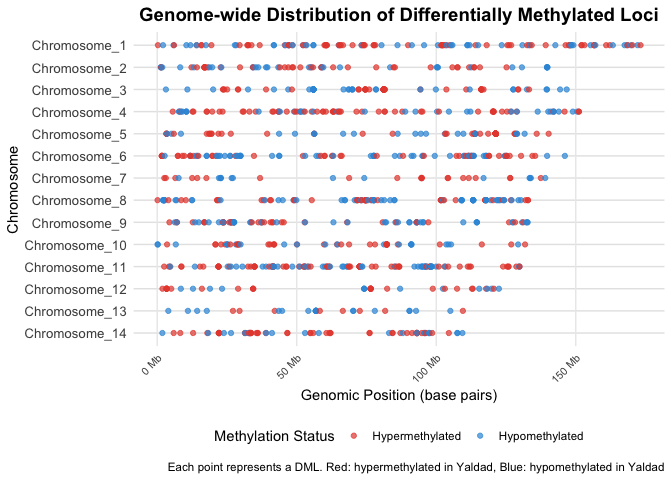 Genome-wide Distribution of Differentially Methylated Loci
Chromosome_1
Chromosome_2
Chromosome_3
Chromosome_4
Chromosome_5
Chromosome_6
Chromosome_7
Chromosome_8
Chromosome_9
Chromosome_10
Chromosome_11
Chromosome_12
Chromosome_13
Chromosome_14
Chromosome
0 Mb
50 Mb
100 Mb
150 Mb
Genomic Position (base pairs)
Methylation Status Hypermethylated Hypomethylated
Each point represents a DML. Red: hypermethylated in Yaldad, Blue: hypomethylated in Yaldad